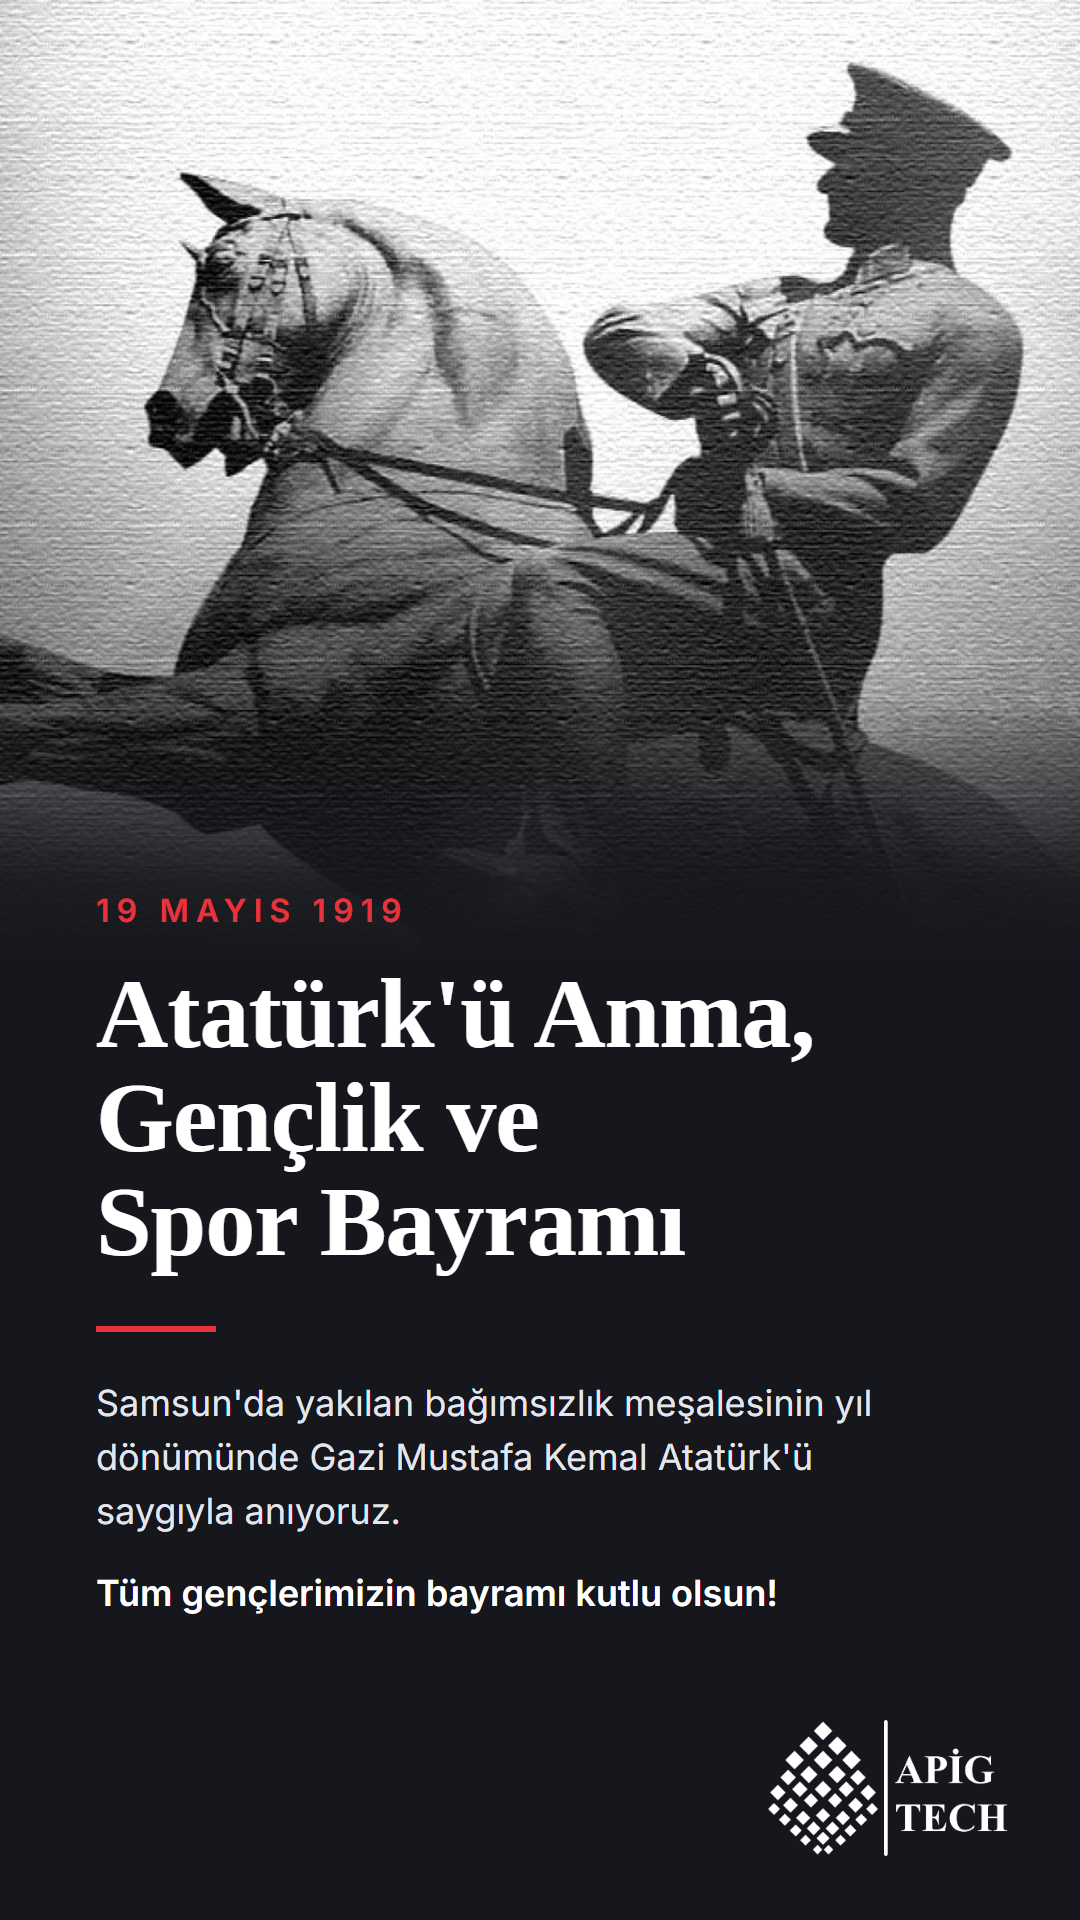 19 MAYIS 1919
Atatürk'ü Anma,
Gençlik ve
Spor Bayramı
Samsun'da yakılan bağımsızlık meşalesinin yıl
dönümünde Gazi Mustafa Kemal Atatürk'ü
saygıyla anıyoruz.
Tüm gençlerimizin bayramı kutlu olsun!
APİG
TECH